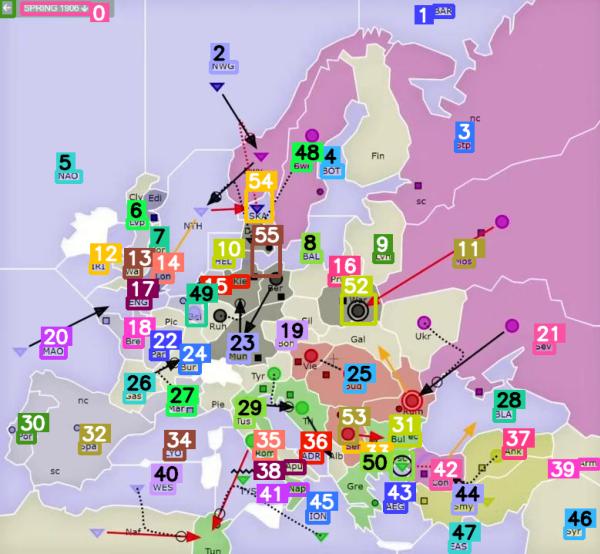 SPRING 1906
0
1 BAR
2
NWG
nc
3
Stp
5
NAO
48 4
BOT
Fin
54
SKA
sc
Cly Edi
6
Lvp
7
NTH
55
12
IRI
13
14
Lon
10
HEL
8
BAL
9
Lvn
11
Mos
16
15
Kie
Ber
52
17
ENG
49
Ruh
Pic
Sil
Gal
Ukr
18
Bre
22
Par
24
Bur
23
Mun
19
Boh
21
Sev
20
MAO
26
Gas
27
Mar
Tyr
Vie
25
Bud
Rum
nc
Pie
29
Tus
28
BLA
30
Por
32
Spa
53
Ser
31
Bul ec
34
LYO
35
Rom
36
ADR
Alb
37
Ank
33
sc
38 Apu
50
42
Con
39 Arm
40
WES
41 Nap
Gre
43
AEG
44
Smy
45
ION
46
Syr
Naf
Tun
47
EAS